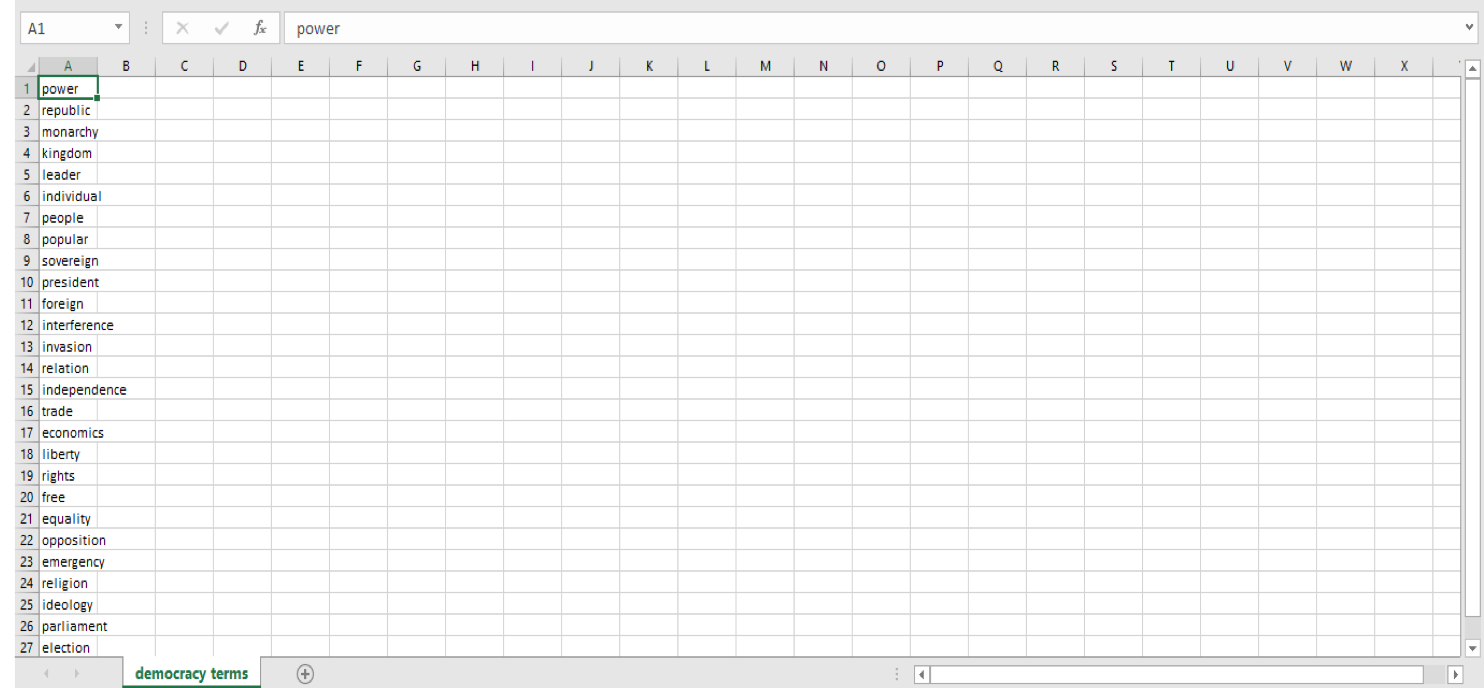 A1 fx power
A B C D E F G H I J K L M N O P Q R S T U V W X
1 power
2 republic
3 monarchy
4 kingdom
5 leader
6 individual
7 people
8 popular
9 sovereign
10 president
11 foreign
12 interference
13 invasion
14 relation
15 independence
16 trade
17 economics
18 liberty
19 rights
20 free
21 equality
22 opposition
23 emergency
24 religion
25 ideology
26 parliament
27 election
democracy terms